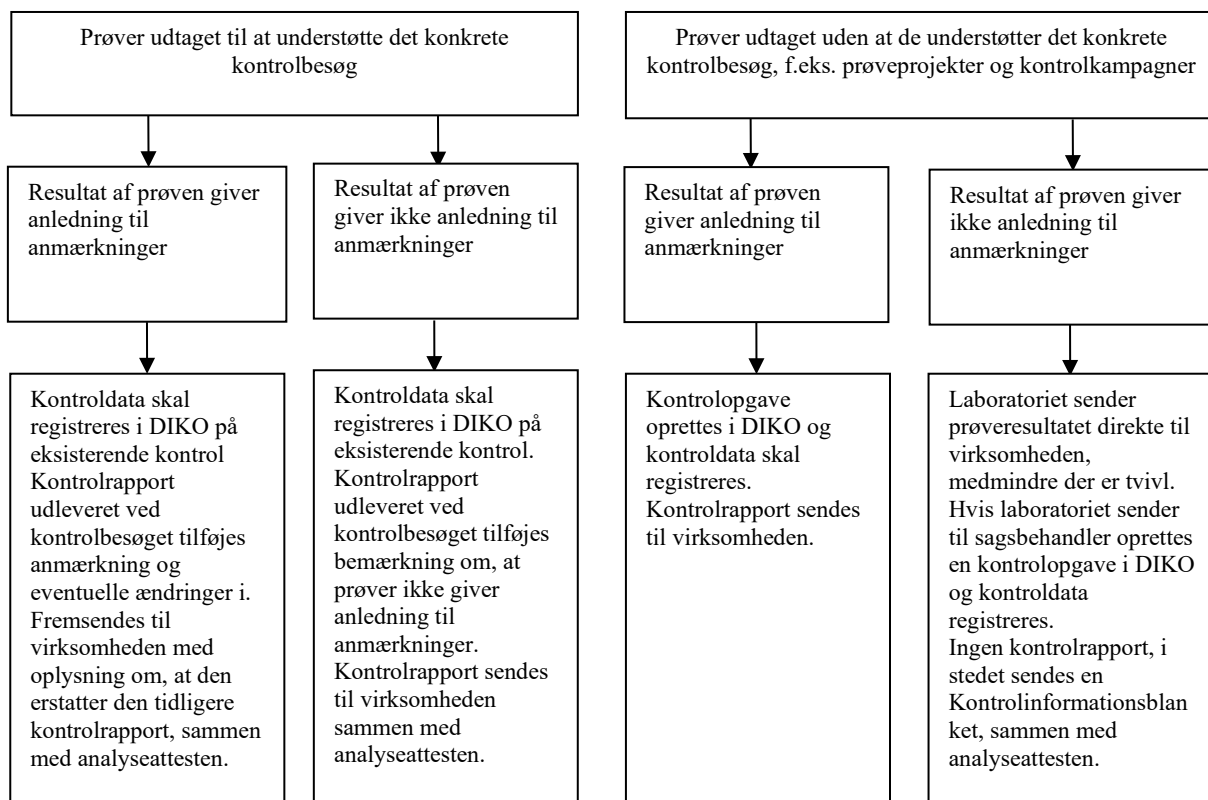 Prøver udtaget til at understøtte det konkrete
kontrolbesøg
Prøver udtaget uden at de understøtter det konkrete
kontrolbesøg, f.eks. prøveprojekter og kontrolkampagner
Resultat af prøven giver
anledning til
anmærkninger
Resultat af prøven
giver ikke anledning til
anmærkninger
Resultat af prøven
giver anledning til
anmærkninger
Resultat af prøven giver
ikke anledning til
anmærkninger
Kontroldata skal
registreres i DIKO på
eksisterende kontrol
Kontrolrapport
udleveret ved
kontrolbesøget tilføjes
anmærkning og
eventuelle ændringer i.
Fremsendes til
virksomheden med
oplysning om, at den
erstatter den tidligere
kontrolrapport, sammen
med analyseattesten.
Kontroldata skal
registreres i DIKO på
eksisterende kontrol.
Kontrolrapport
udleveret ved
kontrolbesøget tilføjes
bemærkning om, at
prøver ikke giver
anledning til
anmærkninger.
Kontrolrapport sendes
til virksomheden
sammen med
analyseattesten.
Kontrolopgave
oprettes i DIKO og
kontroldata skal
registreres.
Kontrolrapport sendes
til virksomheden.
Laboratoriet sender
prøveresultatet direkte til
virksomheden,
medmindre der er tvivl.
Hvis laboratoriet sender
til sagsbehandler oprettes
en kontrolopgave i DIKO
og kontroldata
registreres.
Ingen kontrolrapport, i
stedet sendes en
Kontrolinformationsblan
ket, sammen med
analyseattesten.